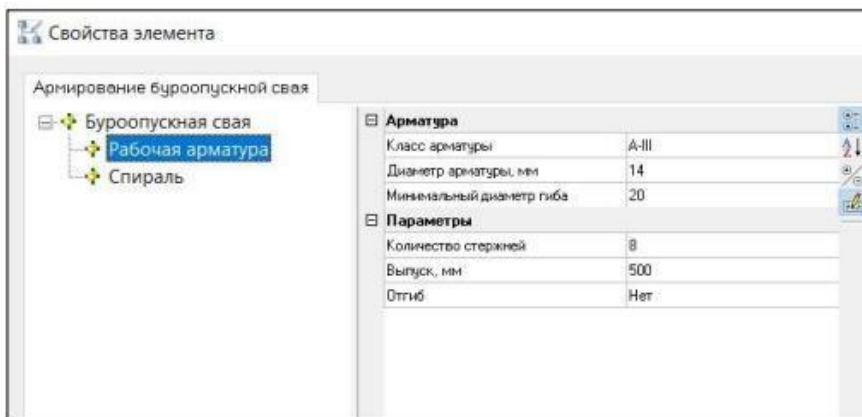 Свойства элемента
Армирование буроопускной свая
Буроопускная свая
Рабочая арматура
Спираль
Арматура
Класс арматуры A-III
Диаметр арматуры, мм 14
Минимальный диаметр гиба 20
Параметры
Количество стержней 8
Выпуск, мм 500
Отгиб Нет